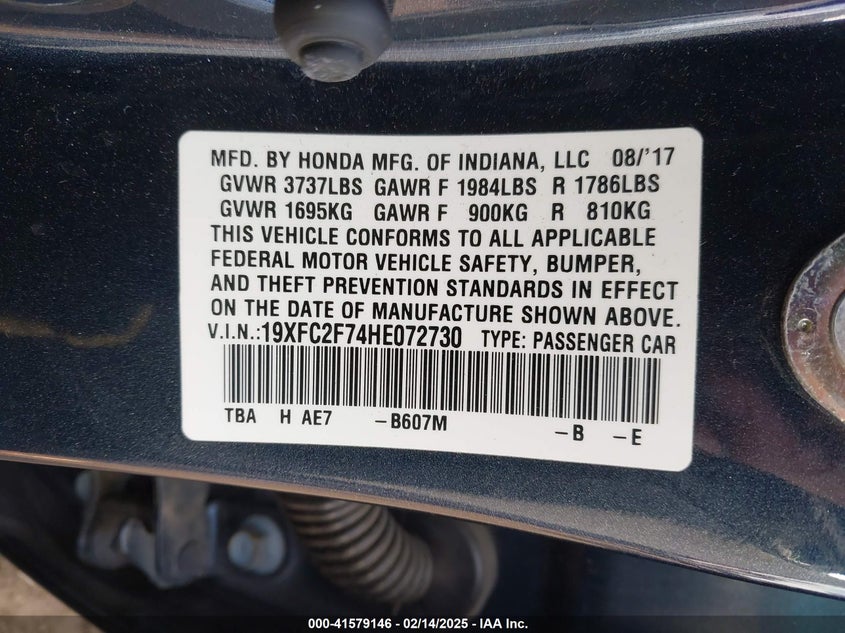 MFD. BY HONDA MFG. OF INDIANA, LLC 08/'17
GVWR 3737LBS GAWR F 1984LBS R 1786LBS
GVWR 1695KG GAWR F 900KG R 810KG
THIS VEHICLE CONFORMS TO ALL APPLICABLE
FEDERAL MOTOR VEHICLE SAFETY, BUMPER,
AND THEFT PREVENTION STANDARDS IN EFFECT
ON THE DATE OF MANUFACTURE SHOWN ABOVE.
V.I.N.:19XFC2F74HE072730 TYPE: PASSENGER CAR
TBA H AE7 –B607M –B –E
000-41579146 – 02/14/2025 – IAA Inc.